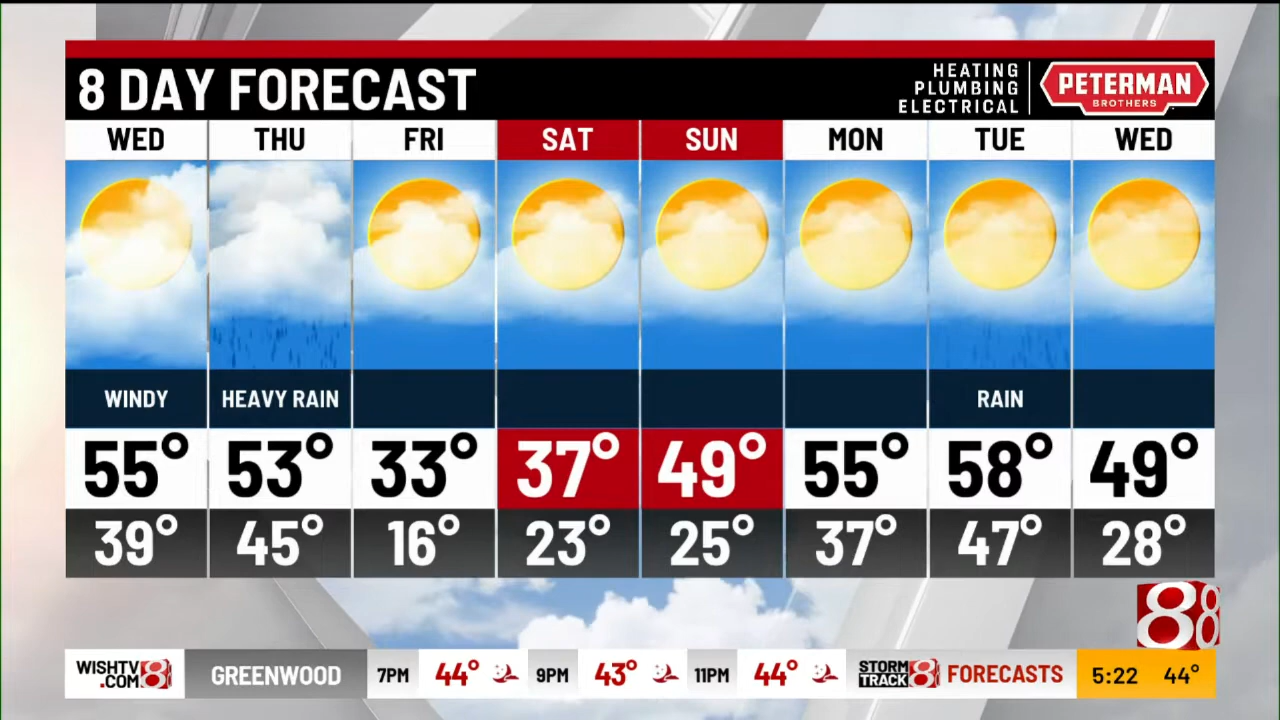 8 DAY FORECAST
HEATING
PLUMBING
ELECTRICAL
PETERMAN
BROTHERS
WED THU FRI SAT SUN MON TUE WED
WINDY HEAVY RAIN RAIN
55° 53° 33° 37° 49° 55° 58° 49°
39° 45° 16° 23° 25° 37° 47° 28°
8
WISHTV
.COM 8
GREENWOOD 7PM 44° 9PM 43° 11PM 44°
STORM
TRACK 8
FORECASTS 5:22 44°